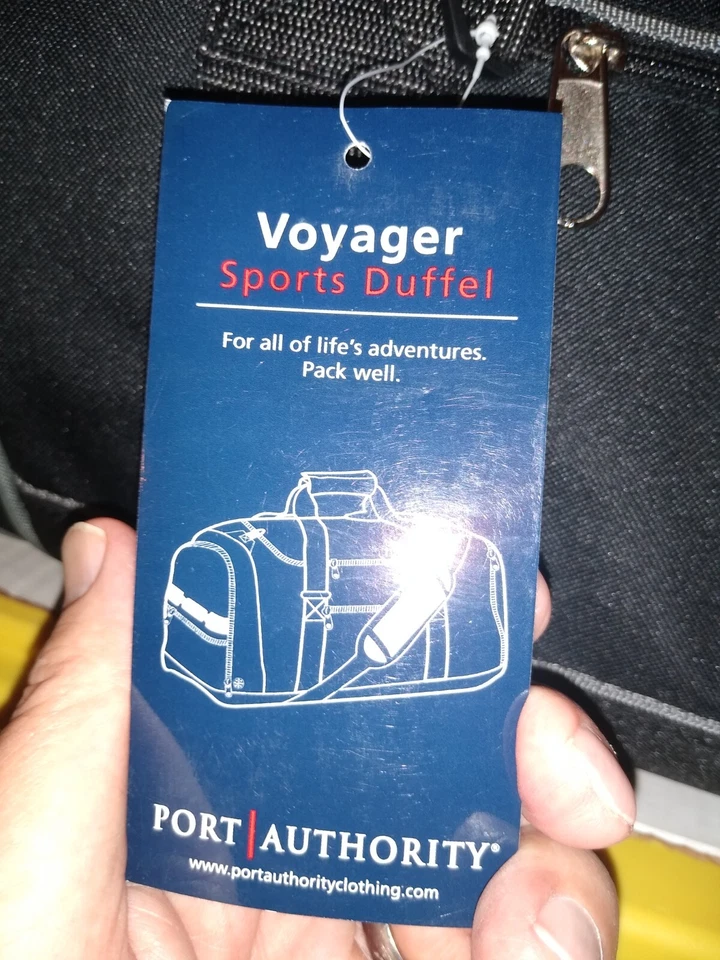 Voyager
Sports Duffel
For all of life's adventures.
Pack well.
PORT AUTHORITY®
www.portauthorityclothing.com